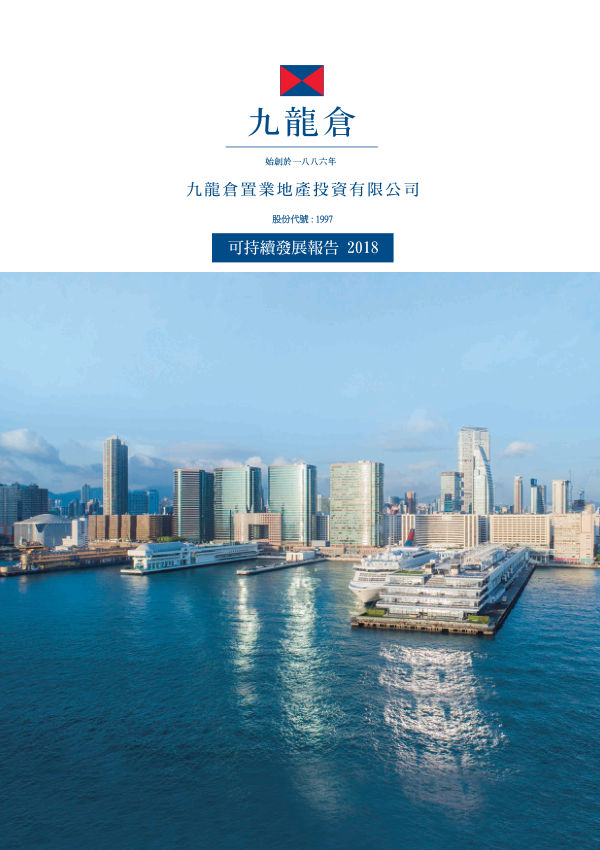 九龍倉
始創於一八八六年
九龍倉置業地產投資有限公司
股份代號 : 1997
可持續發展報告 2018